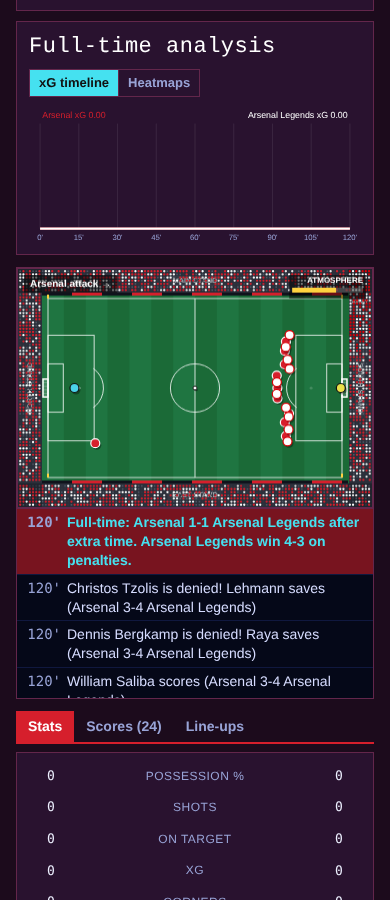 Full-time analysis
xG timeline Heatmaps
Arsenal xG 0.00 Arsenal Legends xG 0.00
0' 15' 30' 45' 60' 75' 90' 105' 120'
Arsenal attack → ATMOSPHERE
120' Full-time: Arsenal 1-1 Arsenal Legends after
extra time. Arsenal Legends win 4-3 on
penalties.
120' Christos Tzolis is denied! Lehmann saves
(Arsenal 3-4 Arsenal Legends)
120' Dennis Bergkamp is denied! Raya saves
(Arsenal 3-4 Arsenal Legends)
120' William Saliba scores (Arsenal 3-4 Arsenal
Legends)
Stats Scores (24) Line-ups
0 POSSESSION % 0
0 SHOTS 0
0 ON TARGET 0
0 XG 0
0 CORNERS 0